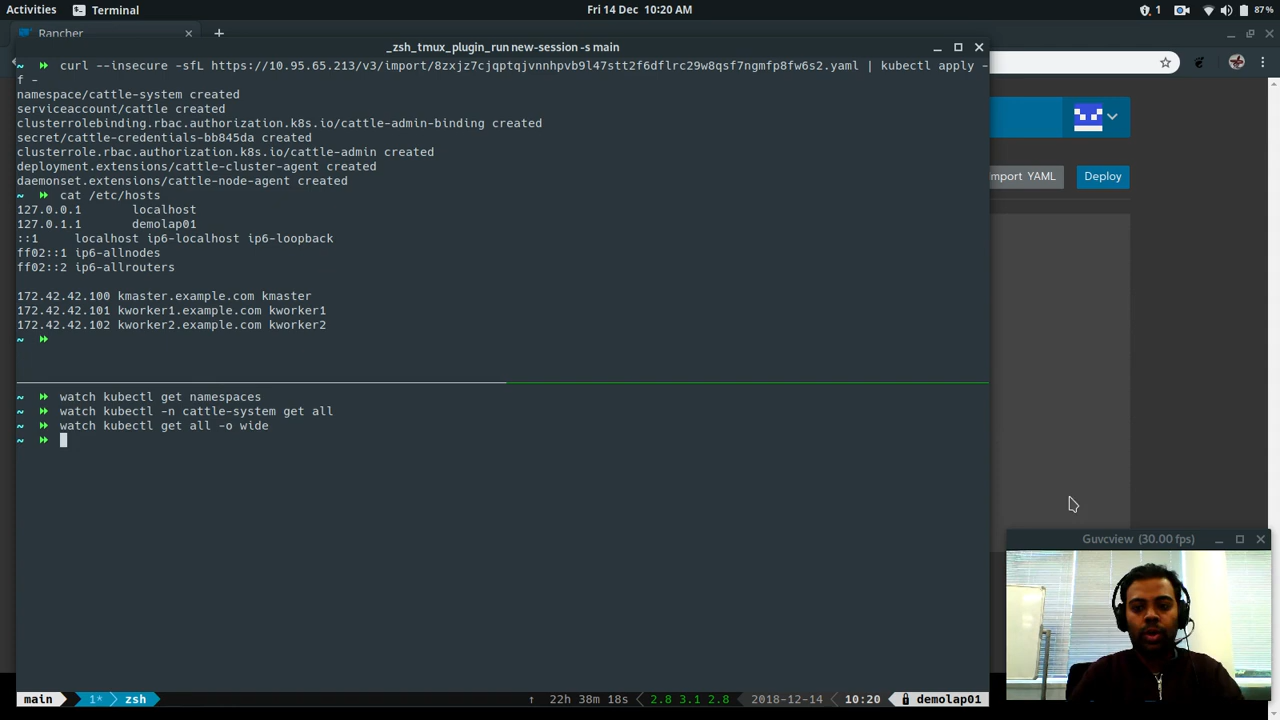 Activities Terminal Fri 14 Dec 10:20 AM 1 87%
Rancher
_zsh_tmux_plugin_run new-session -s main
~ curl --insecure -sfL https://10.95.65.213/v3/import/8zxjz7cjqptqjvnnhpvb9l47stt2f6dflrc29w8qsf7ngmfp8fw6s2.yaml | kubectl apply -
f -
namespace/cattle-system created
serviceaccount/cattle created
clusterrolebinding.rbac.authorization.k8s.io/cattle-admin-binding created
secret/cattle-credentials-bb845da created
clusterrole.rbac.authorization.k8s.io/cattle-admin created
deployment.extensions/cattle-cluster-agent created
daemonset.extensions/cattle-node-agent created
~ cat /etc/hosts
127.0.0.1 localhost
127.0.1.1 demolap01
::1 localhost ip6-localhost ip6-loopback
ff02::1 ip6-allnodes
ff02::2 ip6-allrouters
172.42.42.100 kmaster.example.com kmaster
172.42.42.101 kworker1.example.com kworker1
172.42.42.102 kworker2.example.com kworker2
~
mport YAML Deploy
~ watch kubectl get namespaces
~ watch kubectl -n cattle-system get all
~ watch kubectl get all -o wide
~
Guvcview (30.00 fps)
main 1* zsh ↑ 22h 38m 18s 2.8 3.1 2.8 2018-12-14 10:20 demolap01